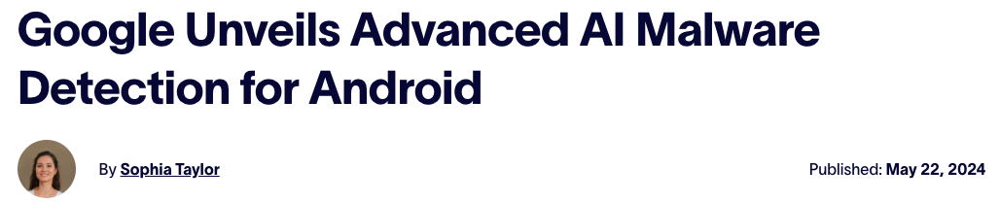 Google Unveils Advanced AI Malware
Detection for Android
By Sophia Taylor
Published: May 22, 2024